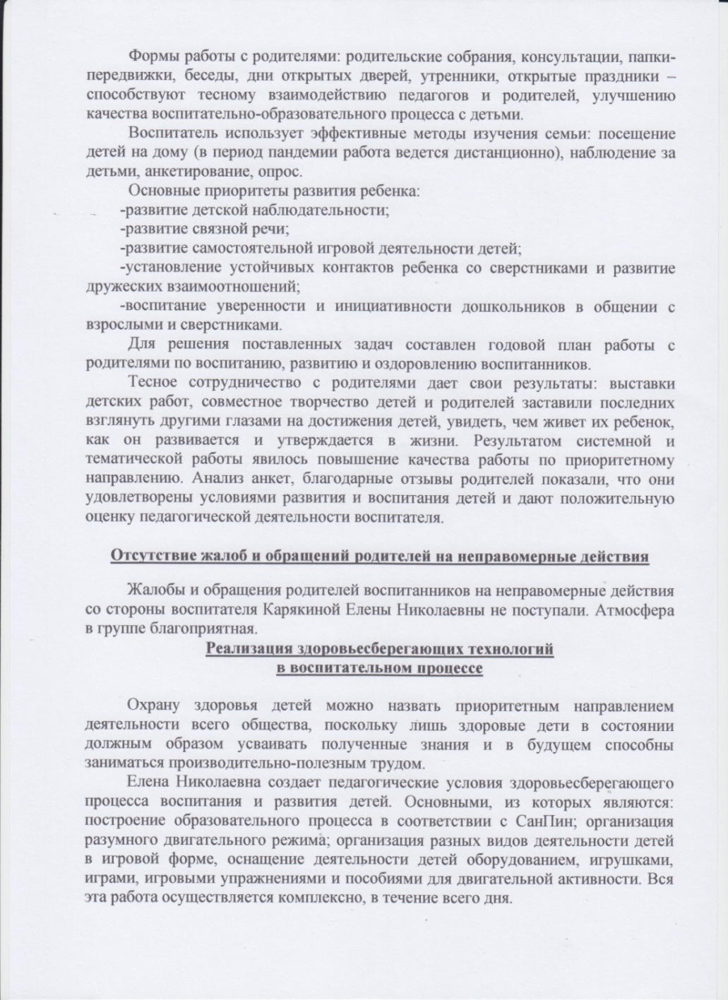 Формы работы с родителями: родительские собрания, консультации, папки-
передвижки, беседы, дни открытых дверей, утренники, открытые праздники –
способствуют тесному взаимодействию педагогов и родителей, улучшению
качества воспитательно-образовательного процесса с детьми.
Воспитатель использует эффективные методы изучения семьи: посещение
детей на дому (в период пандемии работа ведется дистанционно), наблюдение за
детьми, анкетирование, опрос.
Основные приоритеты развития ребенка:
-развитие детской наблюдательности;
-развитие связной речи;
-развитие самостоятельной игровой деятельности детей;
-установление устойчивых контактов ребенка со сверстниками и развитие
дружеских взаимоотношений;
-воспитание уверенности и инициативности дошкольников в общении с
взрослыми и сверстниками.
Для решения поставленных задач составлен годовой план работы с
родителями по воспитанию, развитию и оздоровлению воспитанников.
Тесное сотрудничество с родителями дает свои результаты: выставки
детских работ, совместное творчество детей и родителей заставили последних
взглянуть другими глазами на достижения детей, увидеть, чем живет их ребенок,
как он развивается и утверждается в жизни. Результатом системной и
тематической работы явилось повышение качества работы по приоритетному
направлению. Анализ анкет, благодарные отзывы родителей показали, что они
удовлетворены условиями развития и воспитания детей и дают положительную
оценку педагогической деятельности воспитателя.
Отсутствие жалоб и обращений родителей на неправомерные действия
Жалобы и обращения родителей воспитанников на неправомерные действия
со стороны воспитателя Карякиной Елены Николаевны не поступали. Атмосфера
в группе благоприятная.
Реализация здоровьесберегающих технологий
в воспитательном процессе
Охрану здоровья детей можно назвать приоритетным направлением
деятельности всего общества, поскольку лишь здоровые дети в состоянии
должным образом усваивать полученные знания и в будущем способны
заниматься производительно-полезным трудом.
Елена Николаевна создает педагогические условия здоровьесберегающего
процесса воспитания и развития детей. Основными, из которых являются:
построение образовательного процесса в соответствии с СанПин; организация
разумного двигательного режима; организация разных видов деятельности детей
в игровой форме, оснащение деятельности детей оборудованием, игрушками,
играми, игровыми упражнениями и пособиями для двигательной активности. Вся
эта работа осуществляется комплексно, в течение всего дня.